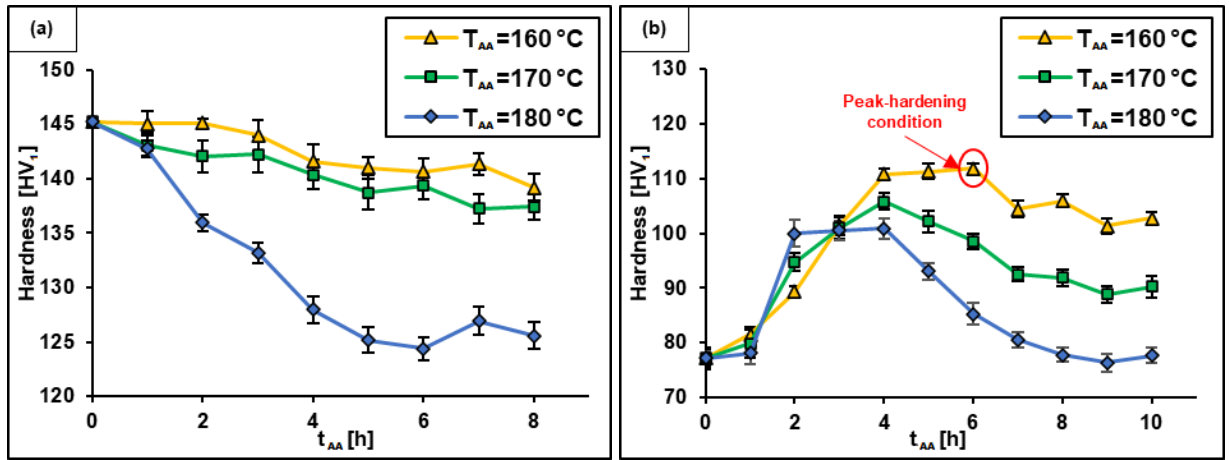 (a)
T_AA=160 °C
T_AA=170 °C
T_AA=180 °C
150
145
140
135
130
125
120
Hardness [HV₁]
0 2 4 6 8
t_AA [h]
(b)
T_AA=160 °C
T_AA=170 °C
T_AA=180 °C
Peak-hardening
condition
130
120
110
100
90
80
70
Hardness [HV₁]
0 2 4 6 8 10
t_AA [h]